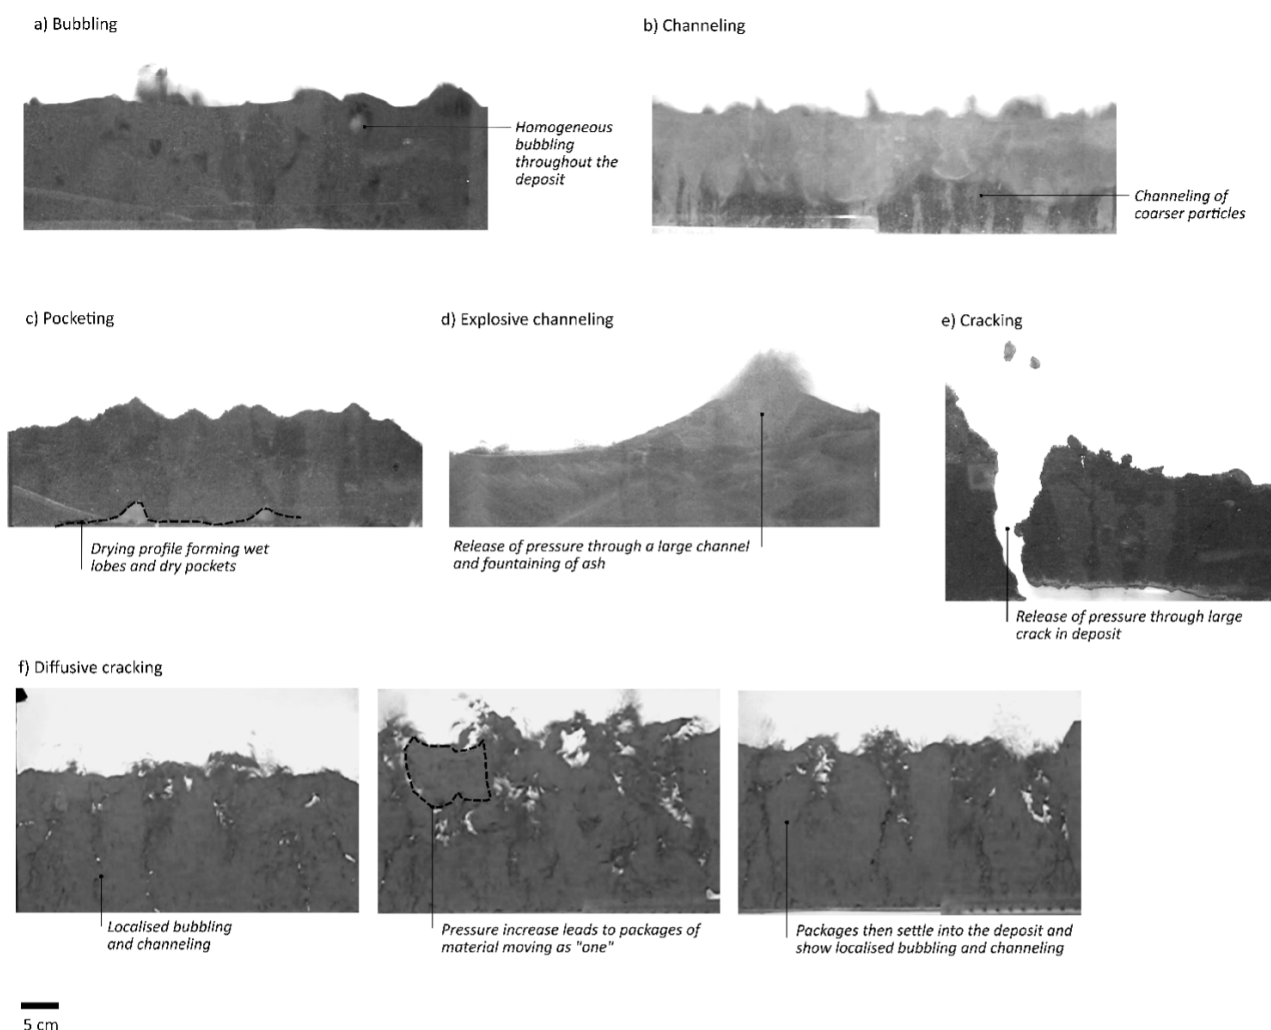 a) Bubbling
b) Channeling
Homogeneous
bubbling
throughout the
deposit
Channeling of
coarser particles
c) Pocketing
d) Explosive channeling
e) Cracking
Drying profile forming wet
lobes and dry pockets
Release of pressure through a large channel
and fountaining of ash
Release of pressure through large
crack in deposit
f) Diffusive cracking
Localised bubbling
and channeling
Pressure increase leads to packages of
material moving as "one"
Packages then settle into the deposit and
show localised bubbling and channeling
5 cm